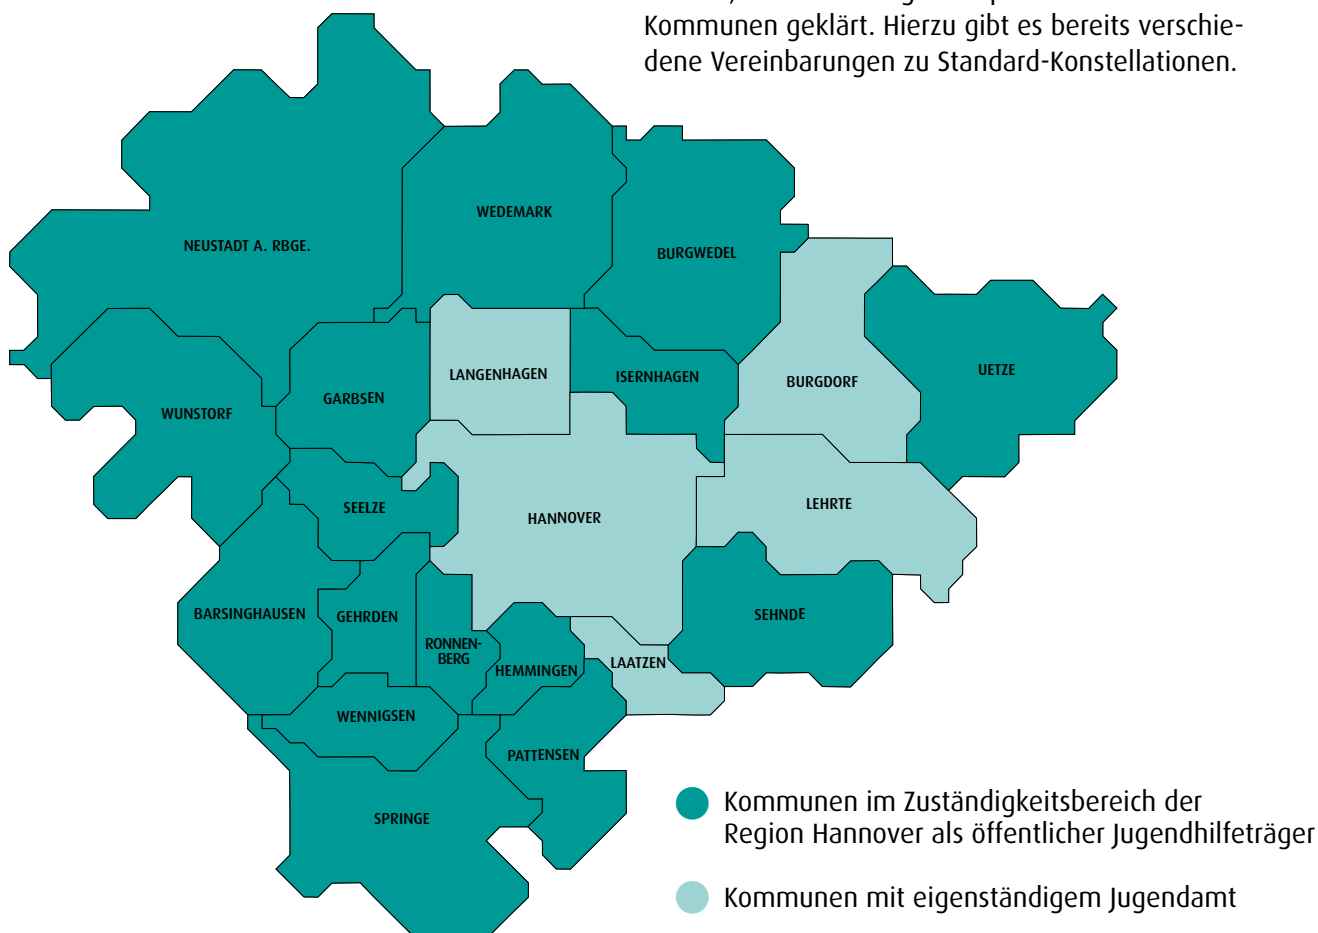 Kommunen geklärt. Hierzu gibt es bereits verschie-
dene Vereinbarungen zu Standard-Konstellationen.
WEDEMARK
NEUSTADT A. RBGE.
BURGWEDEL
UETZE
LANGENHAGEN
ISERNHAGEN
BURGDORF
GARBSEN
WUNSTORF
SEELZE
HANNOVER
LEHRTE
BARSINGHAUSEN
GEHRDEN
SEHNDE
RONNEN-
BERG
HEMMINGEN
LAATZEN
WENNIGSEN
PATTENSEN
SPRINGE
Kommunen im Zuständigkeitsbereich der
Region Hannover als öffentlicher Jugendhilfeträger
Kommunen mit eigenständigem Jugendamt